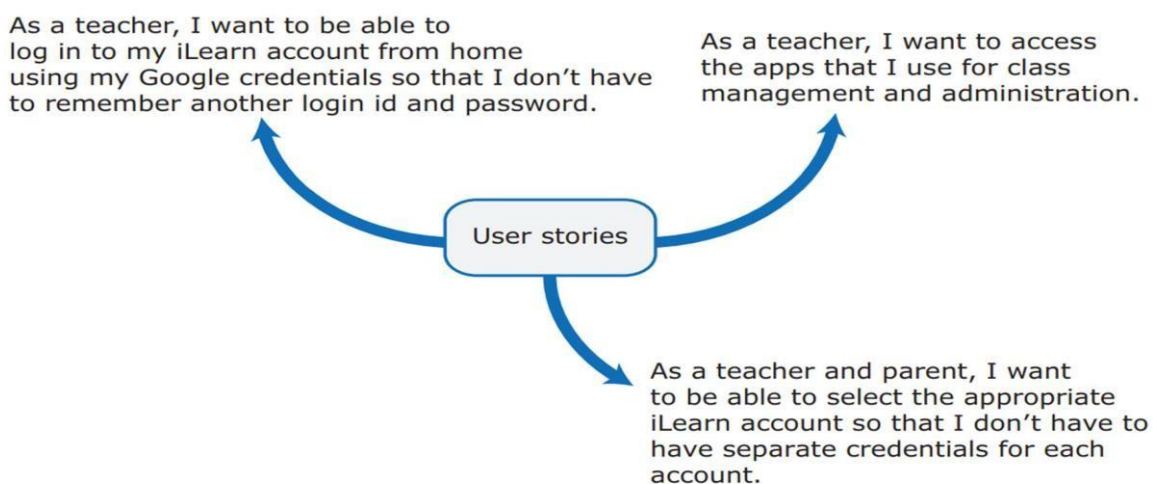 As a teacher, I want to be able to
log in to my iLearn account from home
using my Google credentials so that I don’t have
to remember another login id and password.
As a teacher, I want to access
the apps that I use for class
management and administration.
User stories
As a teacher and parent, I want
to be able to select the appropriate
iLearn account so that I don’t have to
have separate credentials for each
account.